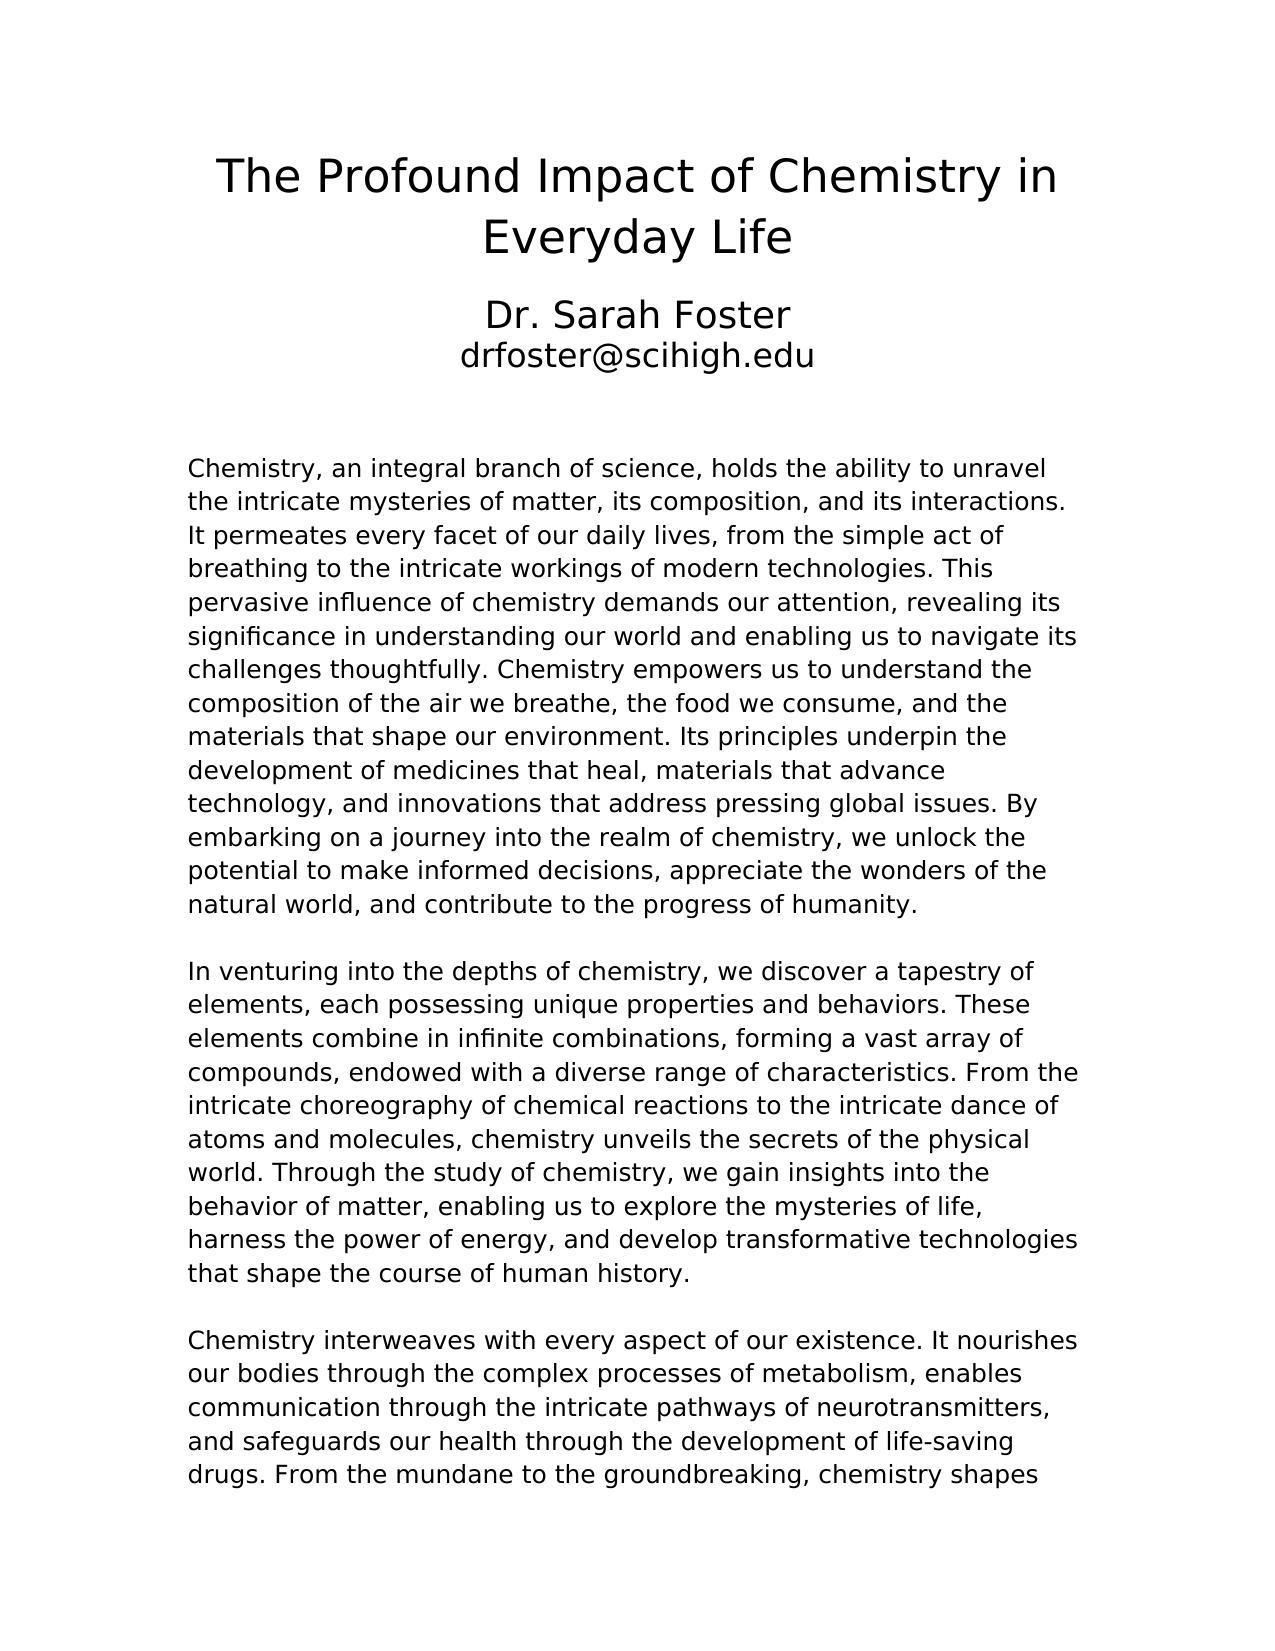 The Profound Impact of Chemistry in
Everyday Life
Dr. Sarah Foster
drfoster@scihigh.edu
Chemistry, an integral branch of science, holds the ability to unravel
the intricate mysteries of matter, its composition, and its interactions.
It permeates every facet of our daily lives, from the simple act of
breathing to the intricate workings of modern technologies. This
pervasive influence of chemistry demands our attention, revealing its
significance in understanding our world and enabling us to navigate its
challenges thoughtfully. Chemistry empowers us to understand the
composition of the air we breathe, the food we consume, and the
materials that shape our environment. Its principles underpin the
development of medicines that heal, materials that advance
technology, and innovations that address pressing global issues. By
embarking on a journey into the realm of chemistry, we unlock the
potential to make informed decisions, appreciate the wonders of the
natural world, and contribute to the progress of humanity.
In venturing into the depths of chemistry, we discover a tapestry of
elements, each possessing unique properties and behaviors. These
elements combine in infinite combinations, forming a vast array of
compounds, endowed with a diverse range of characteristics. From the
intricate choreography of chemical reactions to the intricate dance of
atoms and molecules, chemistry unveils the secrets of the physical
world. Through the study of chemistry, we gain insights into the
behavior of matter, enabling us to explore the mysteries of life,
harness the power of energy, and develop transformative technologies
that shape the course of human history.
Chemistry interweaves with every aspect of our existence. It nourishes
our bodies through the complex processes of metabolism, enables
communication through the intricate pathways of neurotransmitters,
and safeguards our health through the development of life-saving
drugs. From the mundane to the groundbreaking, chemistry shapes